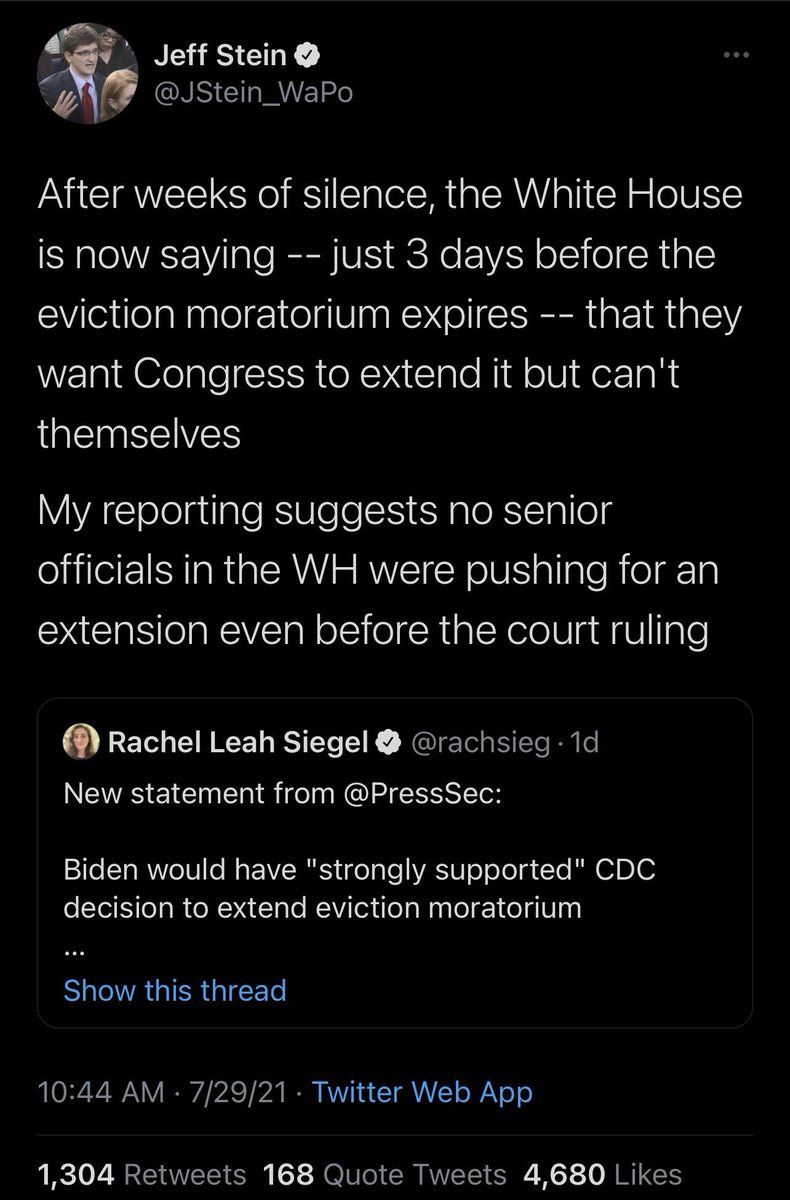 Jeff Stein
@JStein_WaPo
After weeks of silence, the White House
is now saying -- just 3 days before the
eviction moratorium expires -- that they
want Congress to extend it but can't
themselves
My reporting suggests no senior
officials in the WH were pushing for an
extension even before the court ruling
Rachel Leah Siegel @rachsieg · 1d
New statement from @PressSec:
Biden would have "strongly supported" CDC
decision to extend eviction moratorium
...
Show this thread
10:44 AM · 7/29/21 · Twitter Web App
1,304 Retweets 168 Quote Tweets 4,680 Likes